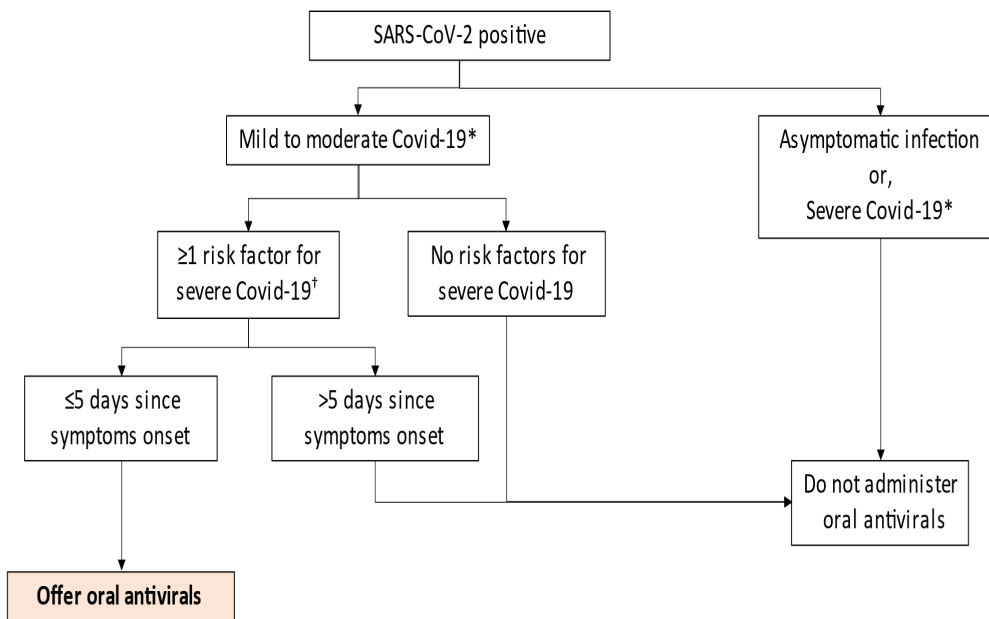 SARS-CoV-2 positive
Mild to moderate Covid-19*
Asymptomatic infection
or,
Severe Covid-19*
≥1 risk factor for
severe Covid-19†
No risk factors for
severe Covid-19
≤5 days since
symptoms onset
>5 days since
symptoms onset
Do not administer
oral antivirals
Offer oral antivirals